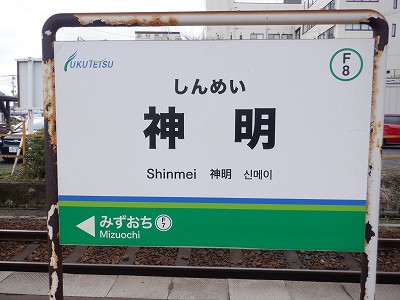 FUKUTETSU
F
8
しんめい
神明
Shinmei 神明 신메이
みずおち F
7
Mizuochi